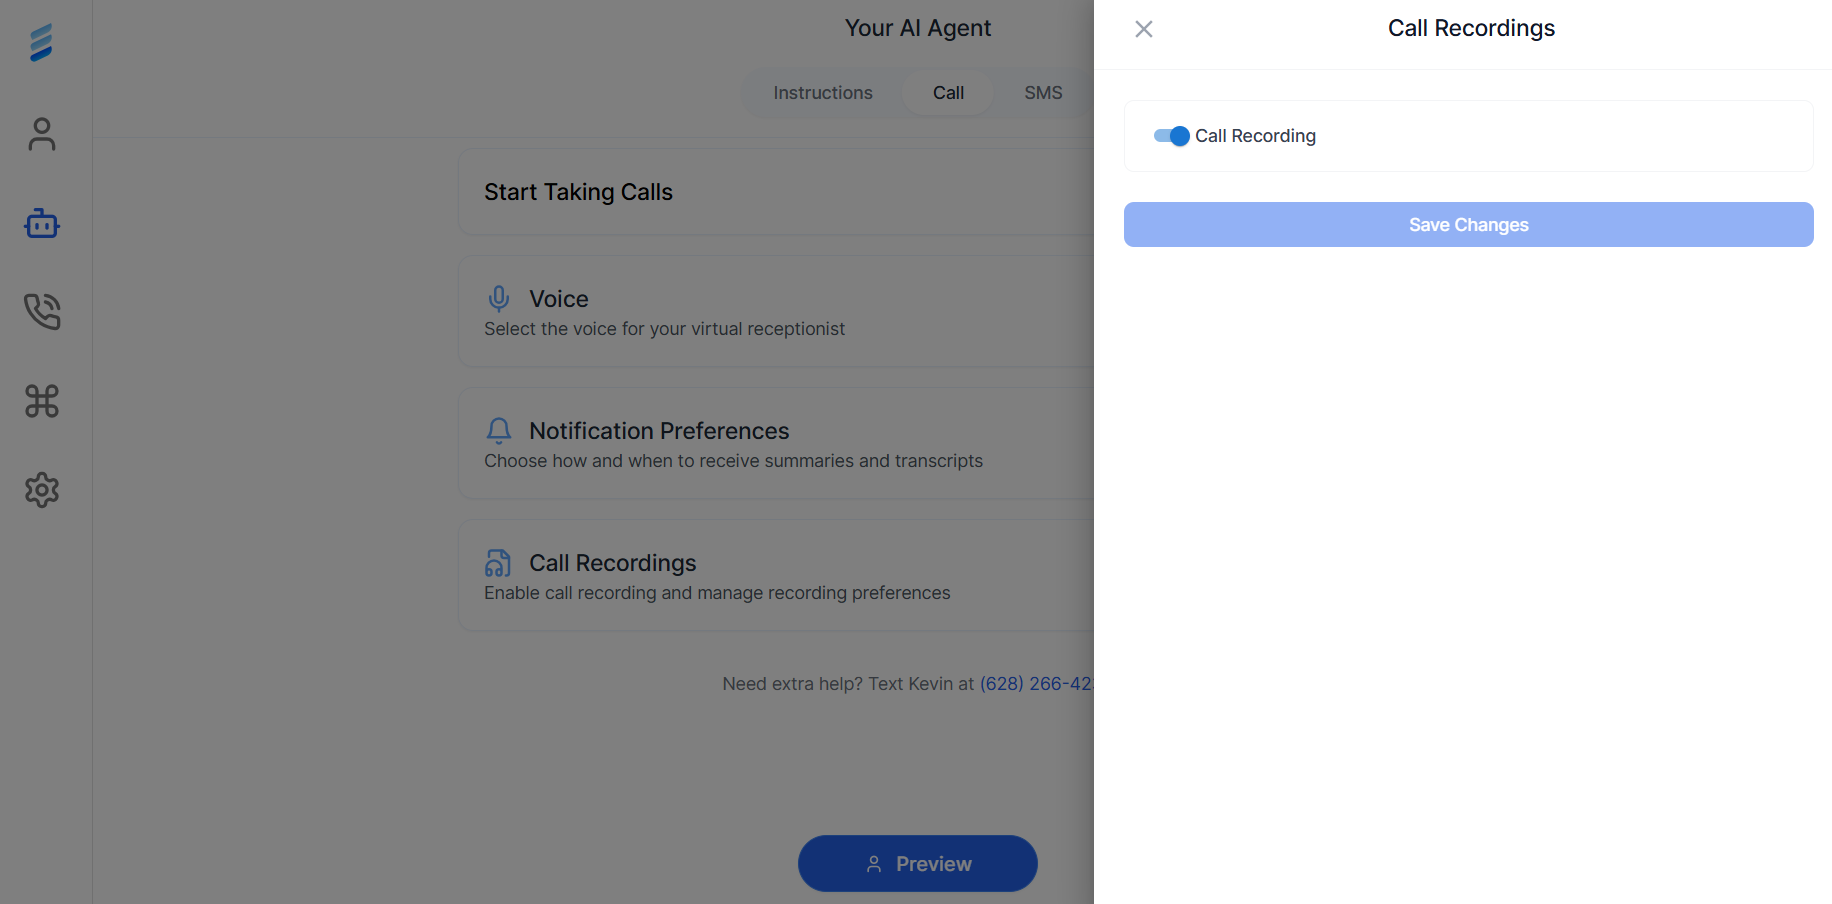 Your AI Agent
Instructions
Call
SMS
Start Taking Calls
Voice
Select the voice for your virtual receptionist
Notification Preferences
Choose how and when to receive summaries and transcripts
Call Recordings
Enable call recording and manage recording preferences
Need extra help? Text Kevin at (628) 266-42
Preview
Call Recordings
Call Recording
Save Changes